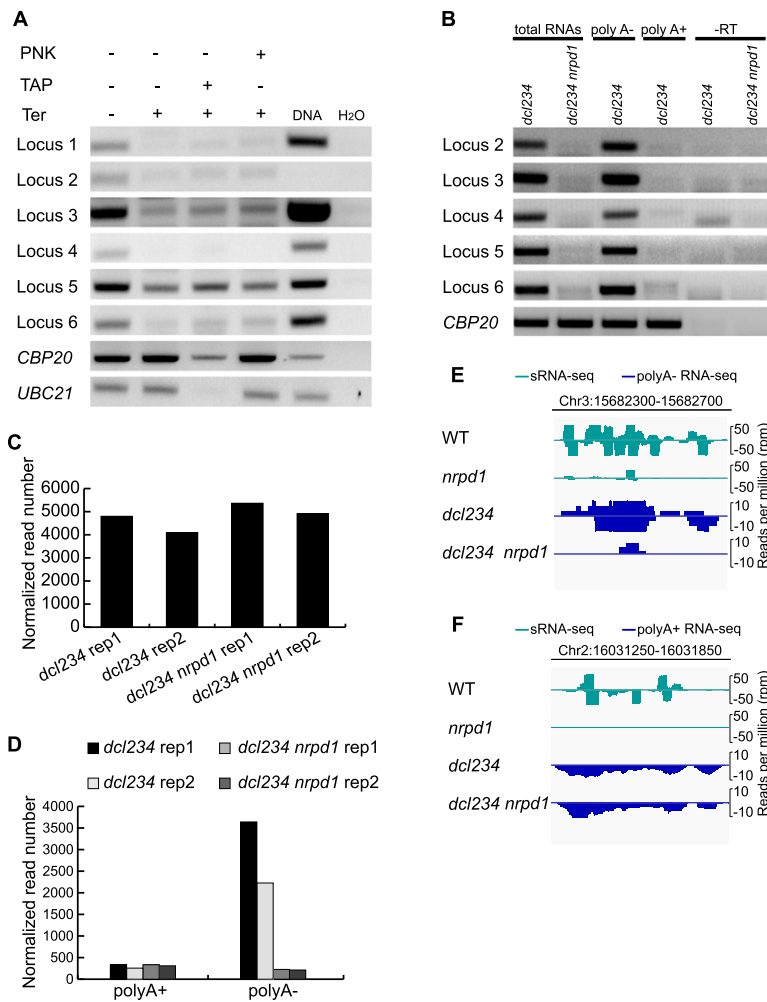 A
PNK - - - +
TAP - - + -
Ter - + + + DNA H2O
Locus 1
Locus 2
Locus 3
Locus 4
Locus 5
Locus 6
CBP20
UBC21
B
total RNAs poly A- poly A+ -RT
dcl234
dcl234 nrpd1
dcl234
dcl234
dcl234
dcl234 nrpd1
Locus 2
Locus 3
Locus 4
Locus 5
Locus 6
CBP20
C
Normalized read number
6000
5000
4000
3000
2000
1000
0
dcl234 rep1
dcl234 rep2
dcl234 nrpd1 rep1
dcl234 nrpd1 rep2
D
dcl234 rep1 dcl234 nrpd1 rep1
dcl234 rep2 dcl234 nrpd1 rep2
Normalized read number
4000
3500
3000
2500
2000
1500
1000
500
0
polyA+ polyA-
E
sRNA-seq polyA- RNA-seq
Chr3:15682300-15682700
WT 50
-50
nrpd1 50
-50
dcl234 10
-10
dcl234 nrpd1 10
-10
Reads per million (rpm)
F
sRNA-seq polyA+ RNA-seq
Chr2:16031250-16031850
WT 50
-50
nrpd1 50
-50
dcl234 10
-10
dcl234 nrpd1 10
-10
Reads per million (rpm)